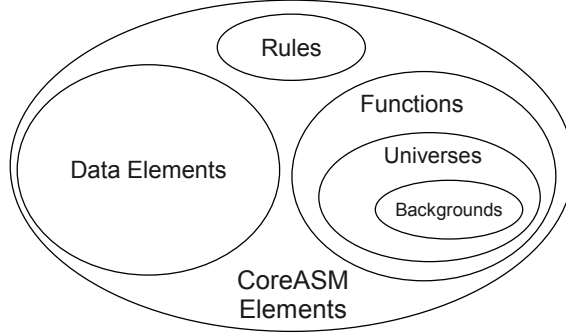 Rules
Functions
Universes
Data Elements
Backgrounds
CoreASM
Elements